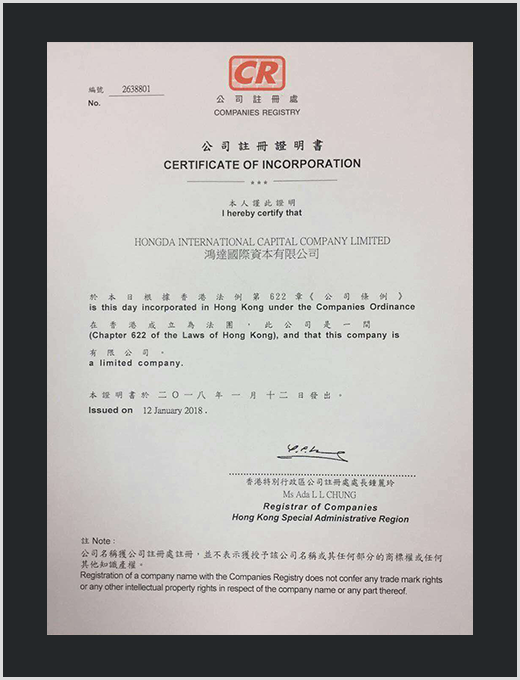 CR
編號 2638801
No.
公司註冊處
COMPANIES REGISTRY
公司註冊證明書
CERTIFICATE OF INCORPORATION
本人謹此證明
I hereby certify that
HONGDA INTERNATIONAL CAPITAL COMPANY LIMITED
鴻達國際資本有限公司
於本日根據香港法例第622章《公司條例》
is this day incorporated in Hong Kong under the Companies Ordinance
在香港成立為法團，此公司是一間
(Chapter 622 of the Laws of Hong Kong), and that this company is
有限公司。
a limited company.
本證明書於二〇一八年一月十二日發出。
Issued on 12 January 2018.
香港特別行政區公司註冊處處長鍾麗玲
Ms Ada L L CHUNG
Registrar of Companies
Hong Kong Special Administrative Region
註 Note:
公司名稱獲公司註冊處註冊，並不表示獲授予該公司名稱或其任何部分的商標權或任何
其他知識產權。
Registration of a company name with the Companies Registry does not confer any trade mark rights
or any other intellectual property rights in respect of the company name or any part thereof.